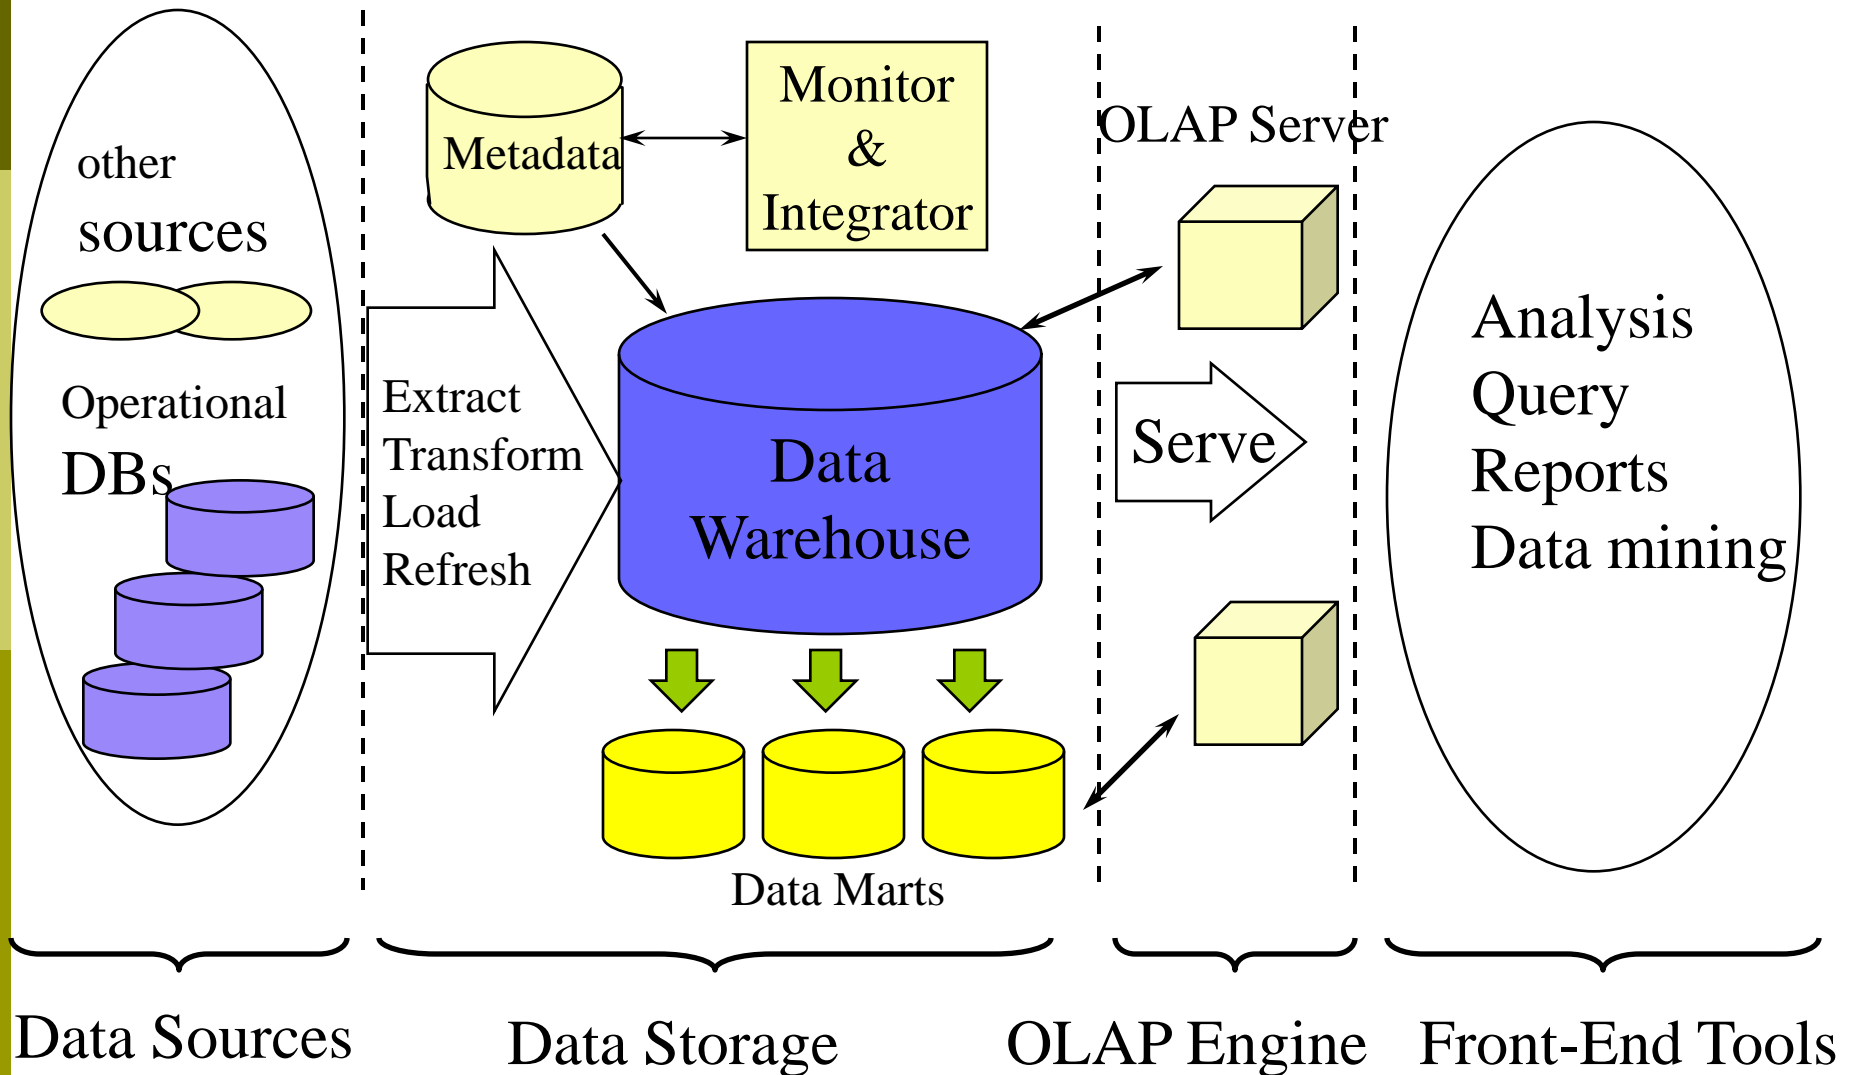 other
sources
Operational
DBs
Metadata
Monitor
&
Integrator
Extract
Transform
Load
Refresh
Data
Warehouse
Data Marts
OLAP Server
Serve
Analysis
Query
Reports
Data mining
Data Sources
Data Storage
OLAP Engine
Front-End Tools